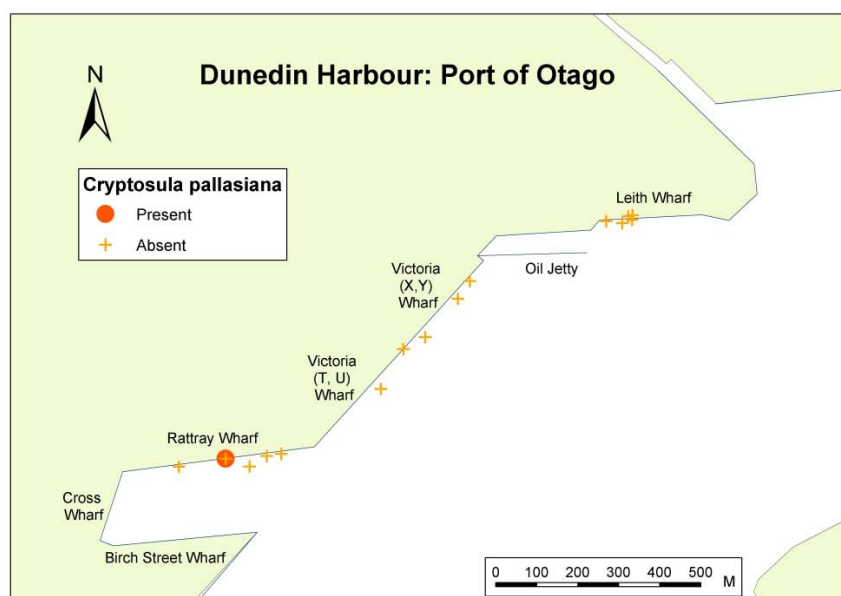 Dunedin Harbour: Port of Otago
N
Cryptosula pallasiana
Present
Absent
Leith Wharf
Oil Jetty
Victoria
(X,Y)
Wharf
Victoria
(T, U)
Wharf
Rattray Wharf
Cross
Wharf
Birch Street Wharf
0 100 200 300 400 500
M